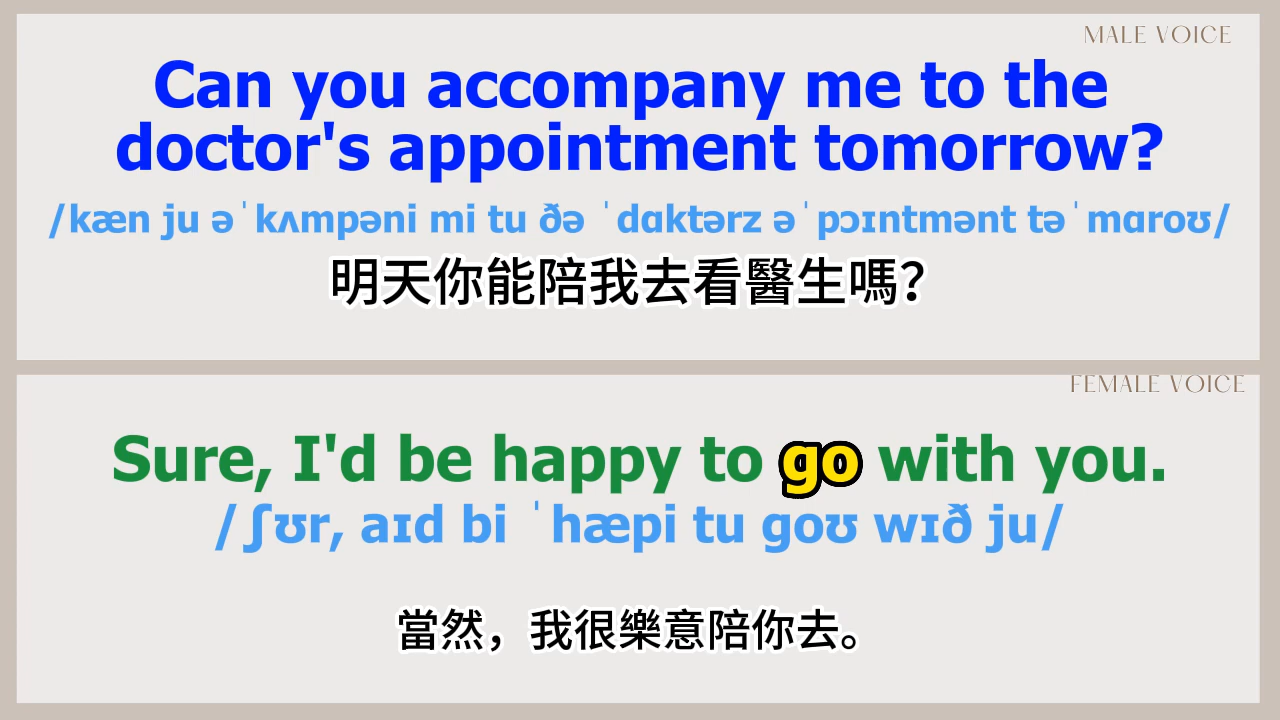 MALE VOICE
Can you accompany me to the
doctor's appointment tomorrow?
/kæn ju əˈkʌmpəni mi tu ðə ˈdɑktərz əˈpɔɪntmənt təˈmɑroʊ/
明天你能陪我去看醫生嗎？
FEMALE VOICE
Sure, I'd be happy to go with you.
/ʃʊr, aɪd bi ˈhæpi tu goʊ wɪð ju/
當然，我很樂意陪你去。